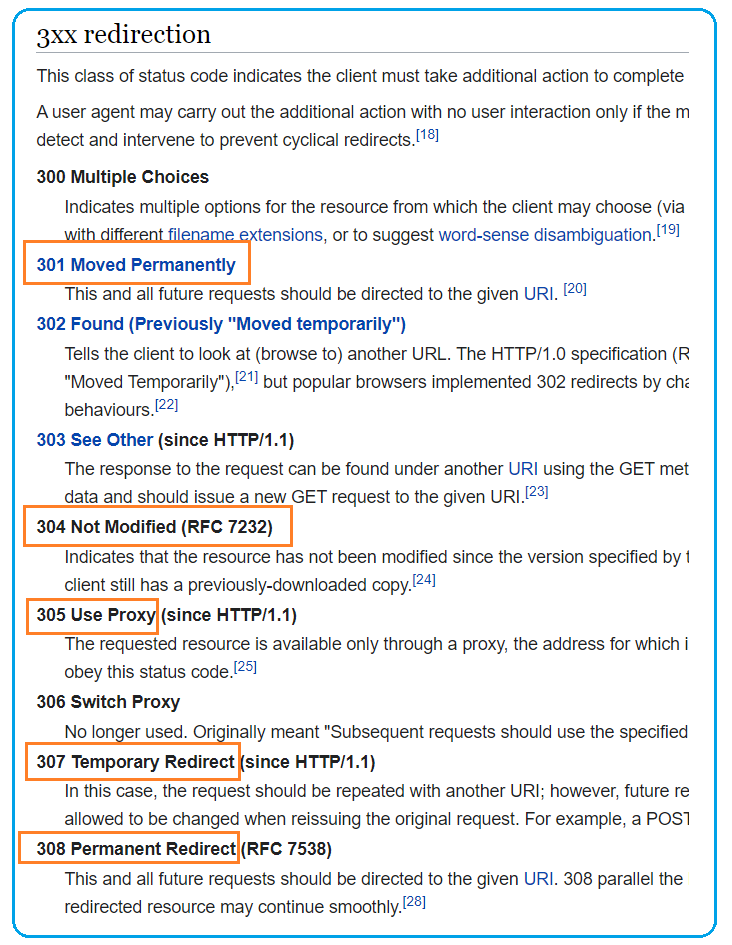 3xx redirection
This class of status code indicates the client must take additional action to complete
A user agent may carry out the additional action with no user interaction only if the m
detect and intervene to prevent cyclical redirects.[18]
300 Multiple Choices
Indicates multiple options for the resource from which the client may choose (via
with different filename extensions, or to suggest word-sense disambiguation.[19]
301 Moved Permanently
This and all future requests should be directed to the given URI. [20]
302 Found (Previously "Moved temporarily")
Tells the client to look at (browse to) another URL. The HTTP/1.0 specification (R
"Moved Temporarily"),[21] but popular browsers implemented 302 redirects by cha
behaviours.[22]
303 See Other (since HTTP/1.1)
The response to the request can be found under another URI using the GET met
data and should issue a new GET request to the given URI.[23]
304 Not Modified (RFC 7232)
Indicates that the resource has not been modified since the version specified by t
client still has a previously-downloaded copy.[24]
305 Use Proxy (since HTTP/1.1)
The requested resource is available only through a proxy, the address for which i
obey this status code.[25]
306 Switch Proxy
No longer used. Originally meant "Subsequent requests should use the specified
307 Temporary Redirect (since HTTP/1.1)
In this case, the request should be repeated with another URI; however, future re
allowed to be changed when reissuing the original request. For example, a POST
308 Permanent Redirect (RFC 7538)
This and all future requests should be directed to the given URI. 308 parallel the
redirected resource may continue smoothly.[28]